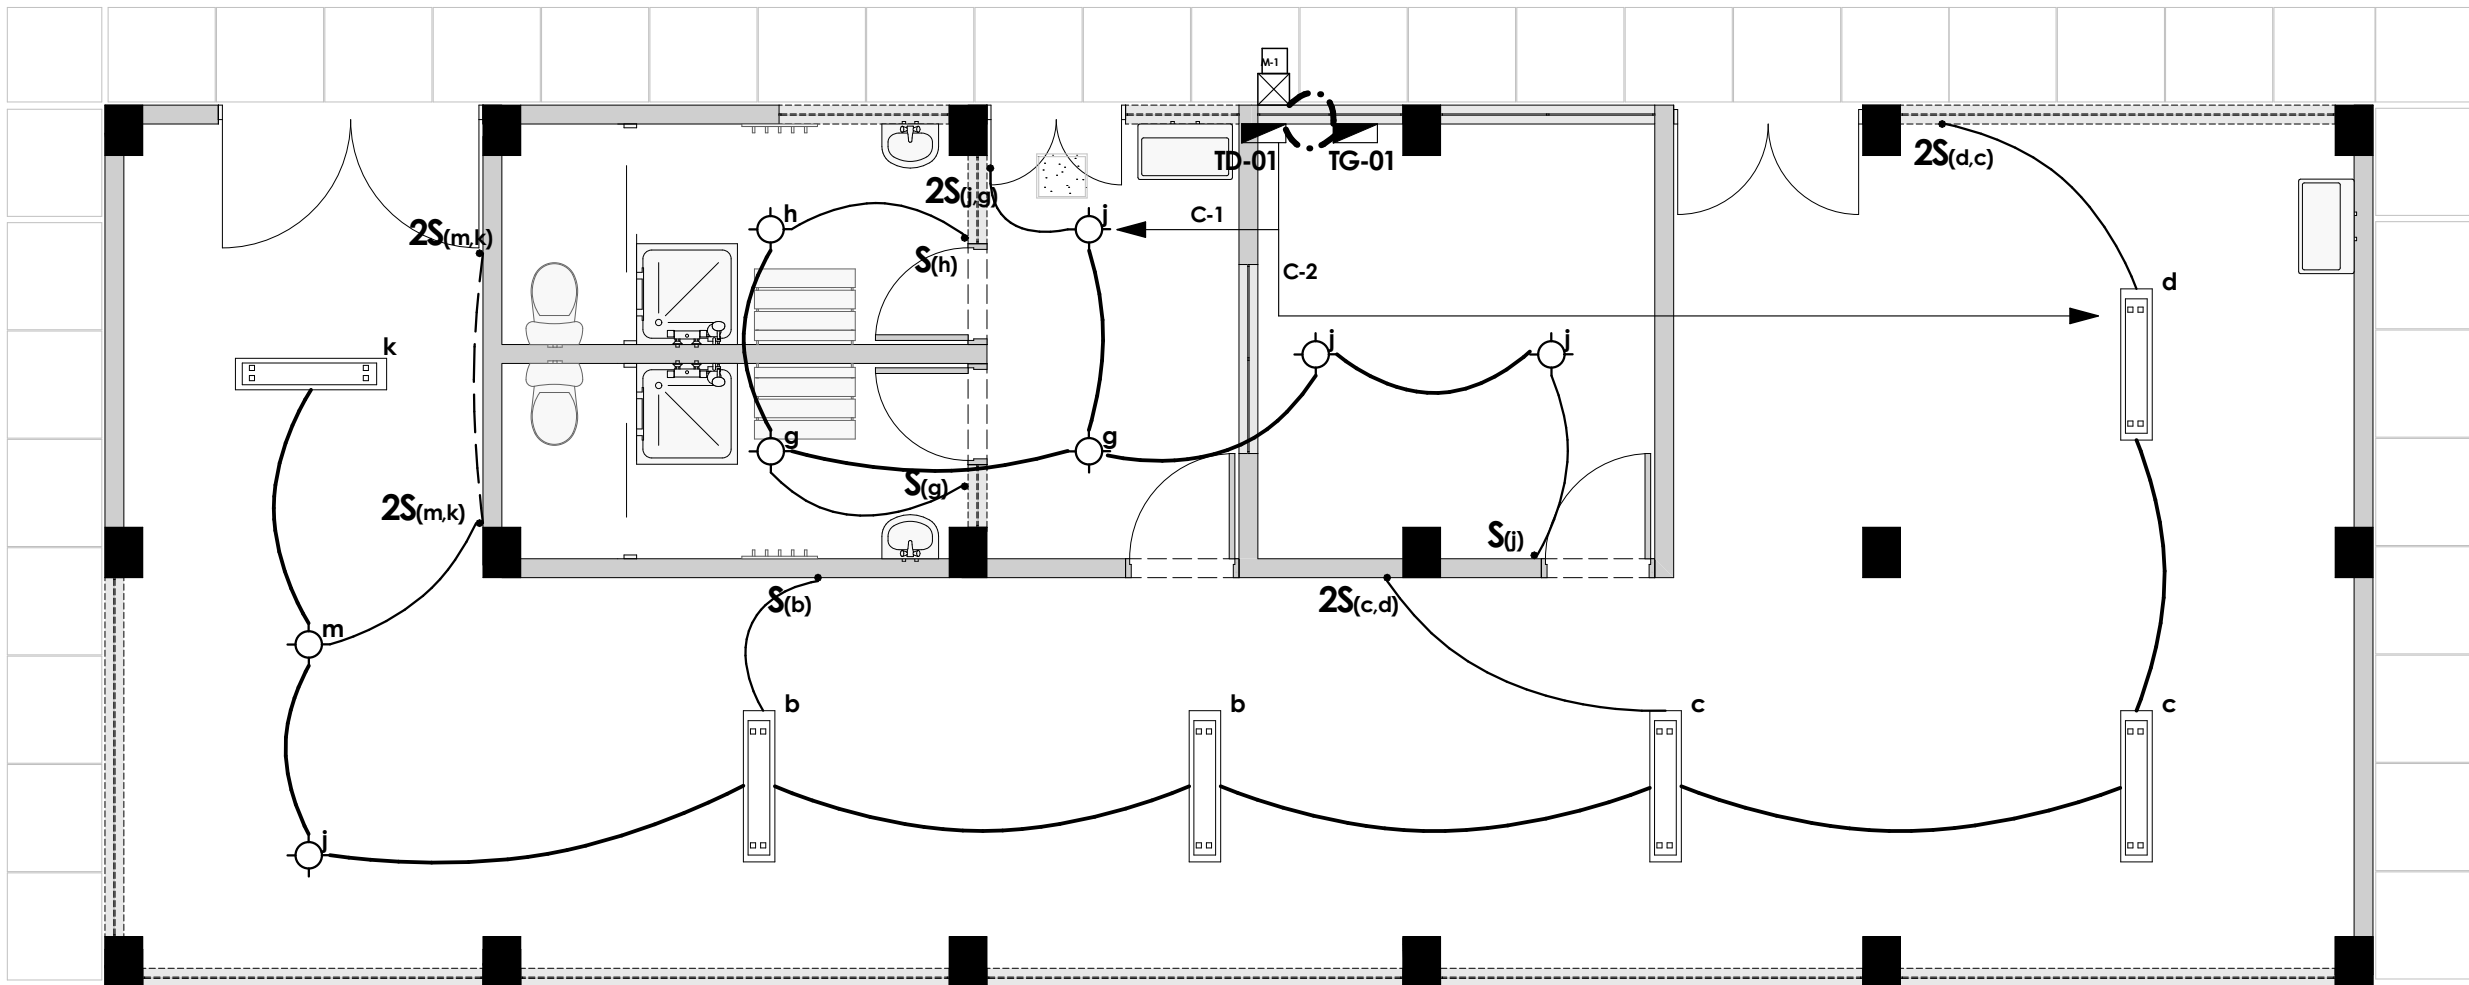 M-1
TD-01
TG-01
2S(d,c)
2S(j,g)
h
j
C-1
2S(m,k)
S(h)
C-2
d
j
j
k
g
g
S(g)
2S(m,k)
S(j)
S(b)
2S(c,d)
m
b
b
c
c
j